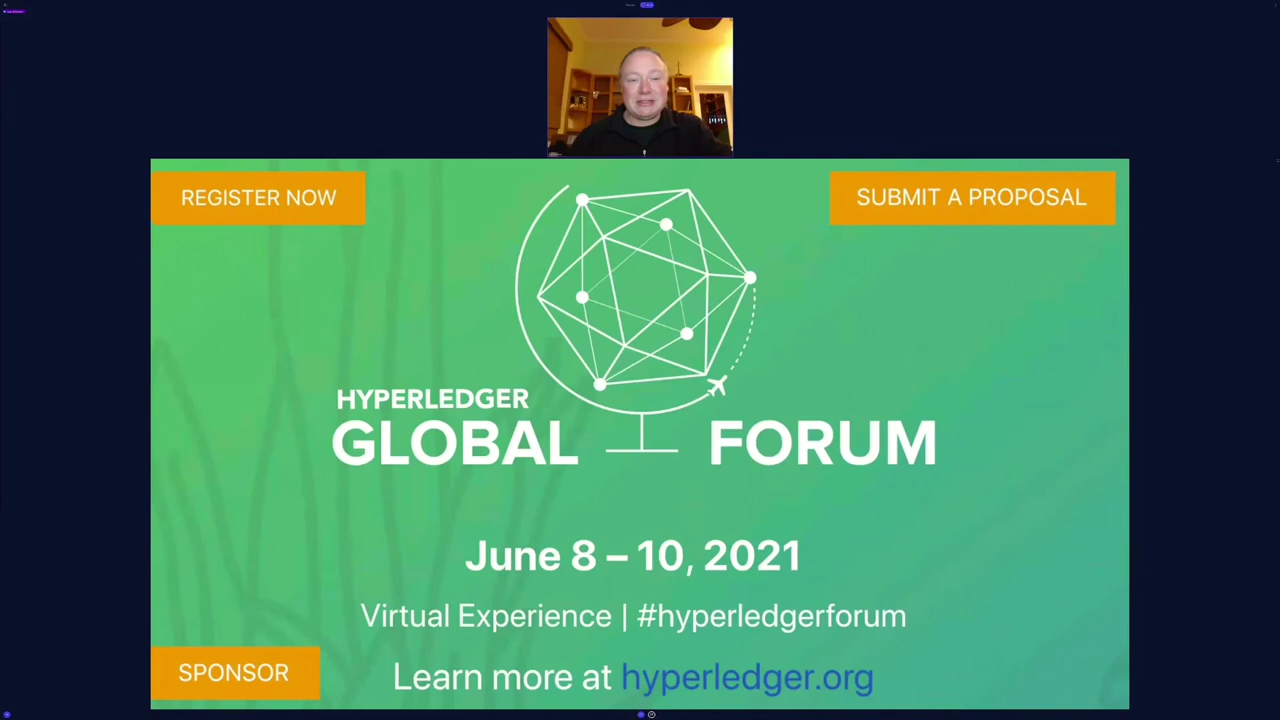 REGISTER NOW
SUBMIT A PROPOSAL
HYPERLEDGER
GLOBAL FORUM
June 8 – 10, 2021
Virtual Experience | #hyperledgerforum
SPONSOR
Learn more at hyperledger.org